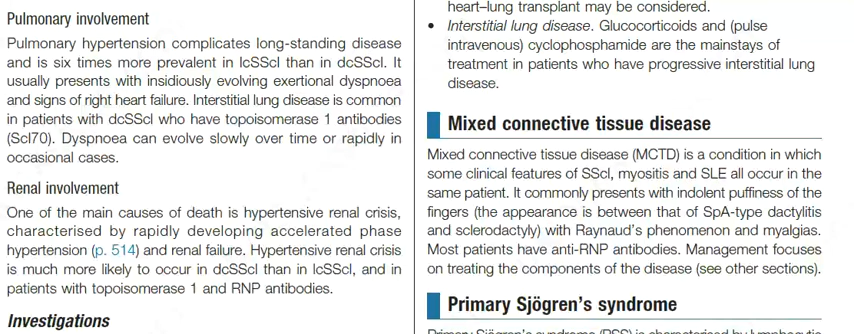 Pulmonary involvement
Pulmonary hypertension complicates long-standing disease
and is six times more prevalent in lcSScl than in dcSScl. It
usually presents with insidiously evolving exertional dyspnoea
and signs of right heart failure. Interstitial lung disease is common
in patients with dcSScl who have topoisomerase 1 antibodies
(Scl70). Dyspnoea can evolve slowly over time or rapidly in
occasional cases.
Renal involvement
One of the main causes of death is hypertensive renal crisis,
characterised by rapidly developing accelerated phase
hypertension (p. 514) and renal failure. Hypertensive renal crisis
is much more likely to occur in dcSScl than in lcSScl, and in
patients with topoisomerase 1 and RNP antibodies.
Investigations
heart–lung transplant may be considered.
• Interstitial lung disease. Glucocorticoids and (pulse
intravenous) cyclophosphamide are the mainstays of
treatment in patients who have progressive interstitial lung
disease.
Mixed connective tissue disease
Mixed connective tissue disease (MCTD) is a condition in which
some clinical features of SScl, myositis and SLE all occur in the
same patient. It commonly presents with indolent puffiness of the
fingers (the appearance is between that of SpA-type dactylitis
and sclerodactyly) with Raynaud's phenomenon and myalgias.
Most patients have anti-RNP antibodies. Management focuses
on treating the components of the disease (see other sections).
Primary Sjögren's syndrome
Primary Sjögren's syndrome (PSS) is characterised by lymphocytic